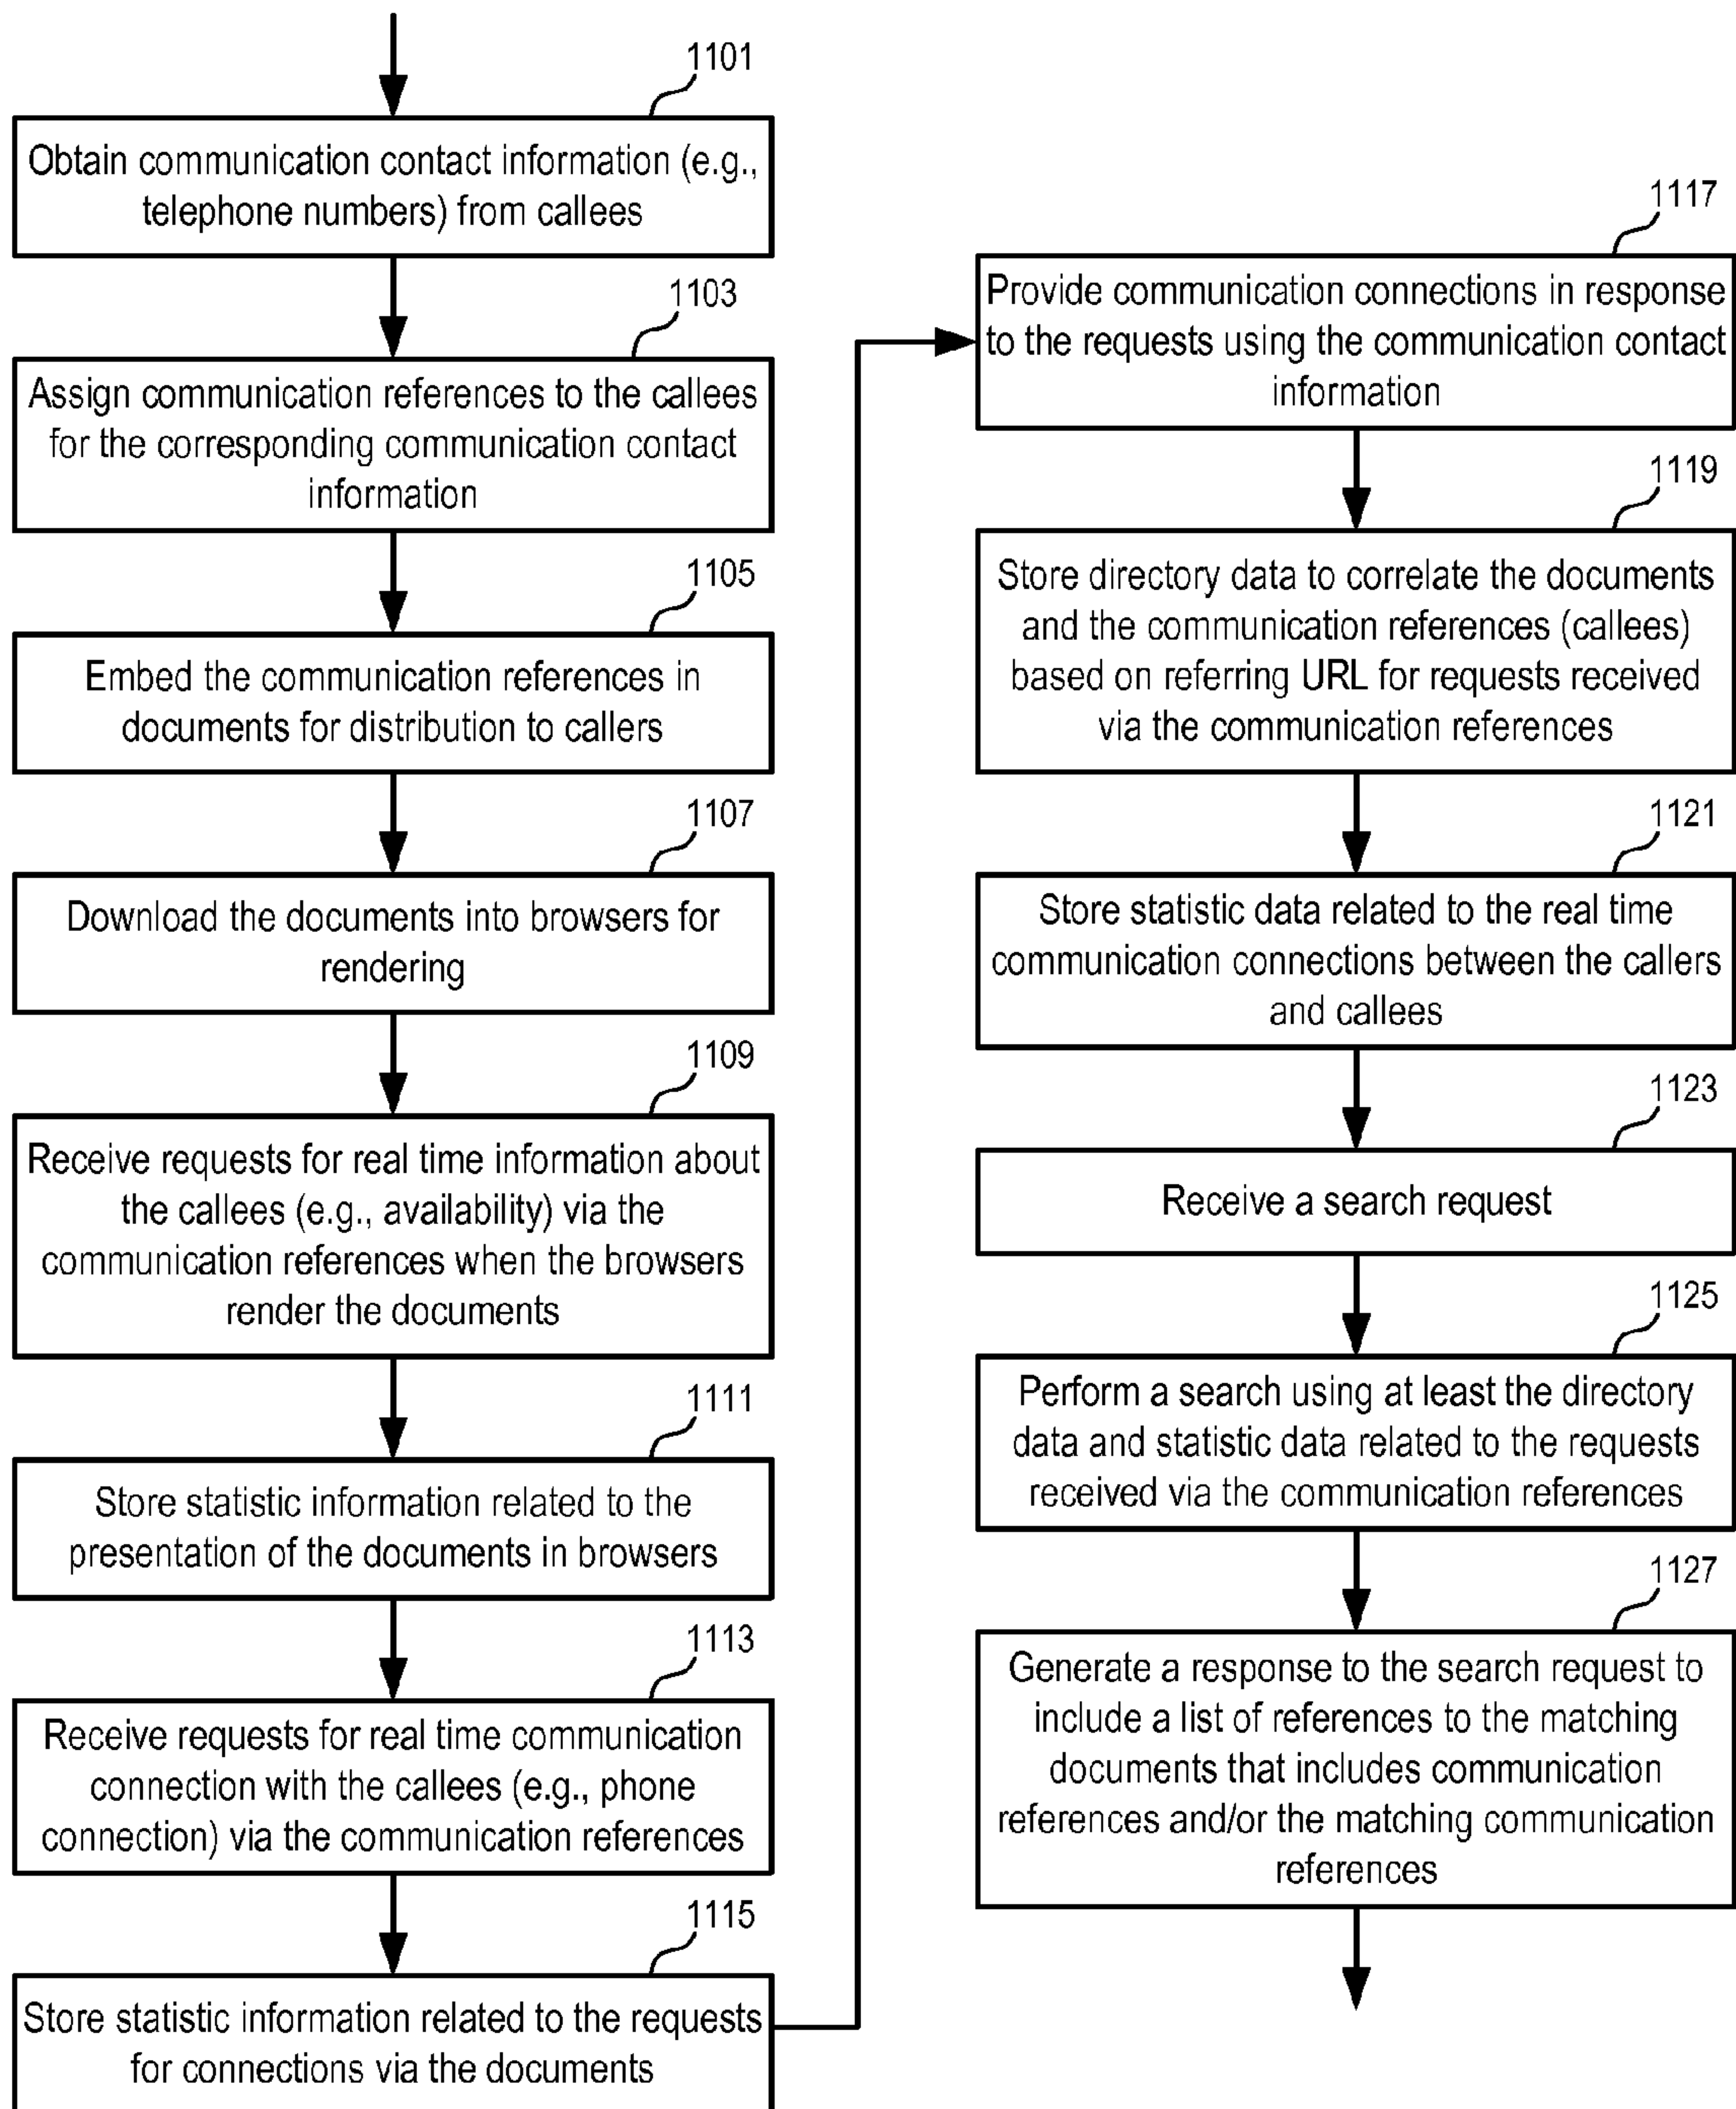 1101
Obtain communication contact information (e.g.,
telephone numbers) from callees
1103
Assign communication references to the callees
for the corresponding communication contact
information
1105
Embed the communication references in
documents for distribution to callers
1107
Download the documents into browsers for
rendering
1109
Receive requests for real time information about
the callees (e.g., availability) via the
communication references when the browsers
render the documents
1111
Store statistic information related to the
presentation of the documents in browsers
1113
Receive requests for real time communication
connection with the callees (e.g., phone
connection) via the communication references
1115
Store statistic information related to the requests
for connections via the documents
1117
Provide communication connections in response
to the requests using the communication contact
information
1119
Store directory data to correlate the documents
and the communication references (callees)
based on referring URL for requests received
via the communication references
1121
Store statistic data related to the real time
communication connections between the callers
and callees
1123
Receive a search request
1125
Perform a search using at least the directory
data and statistic data related to the requests
received via the communication references
1127
Generate a response to the search request to
include a list of references to the matching
documents that includes communication
references and/or the matching communication
references